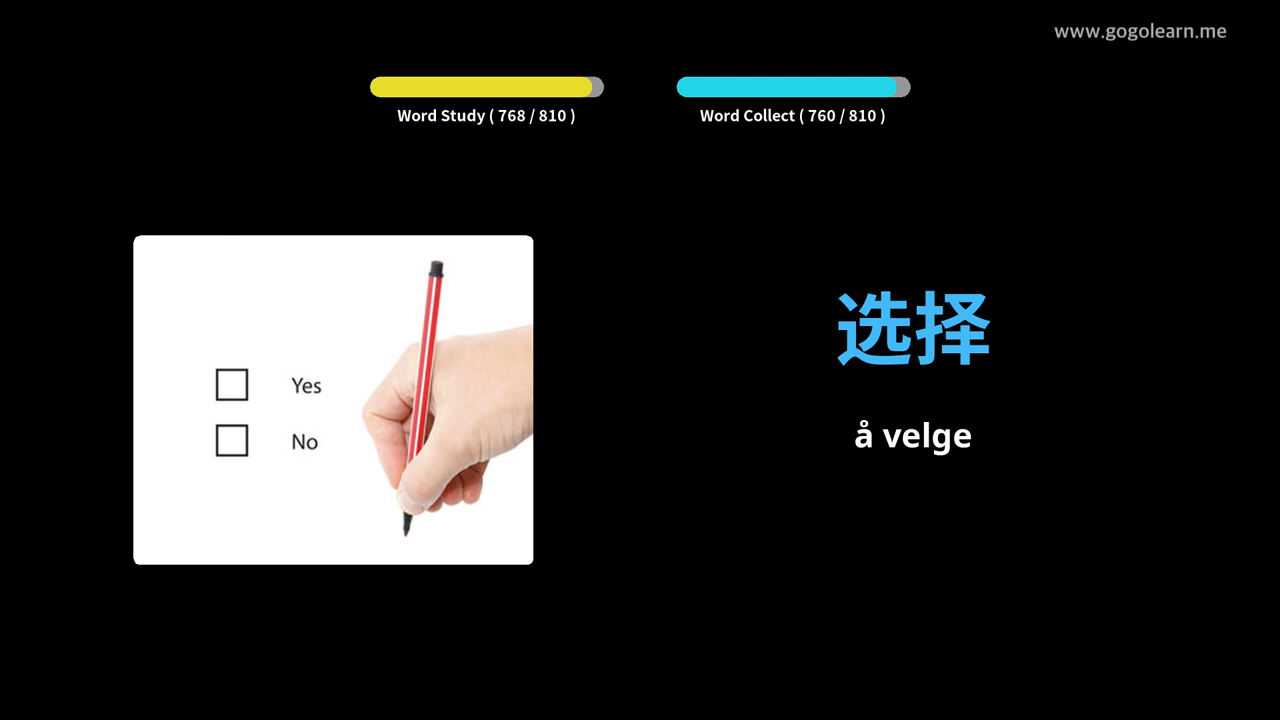 www.gogolearn.me
Word Study ( 768 / 810 )
Word Collect ( 760 / 810 )
Yes
No
选择
å velge